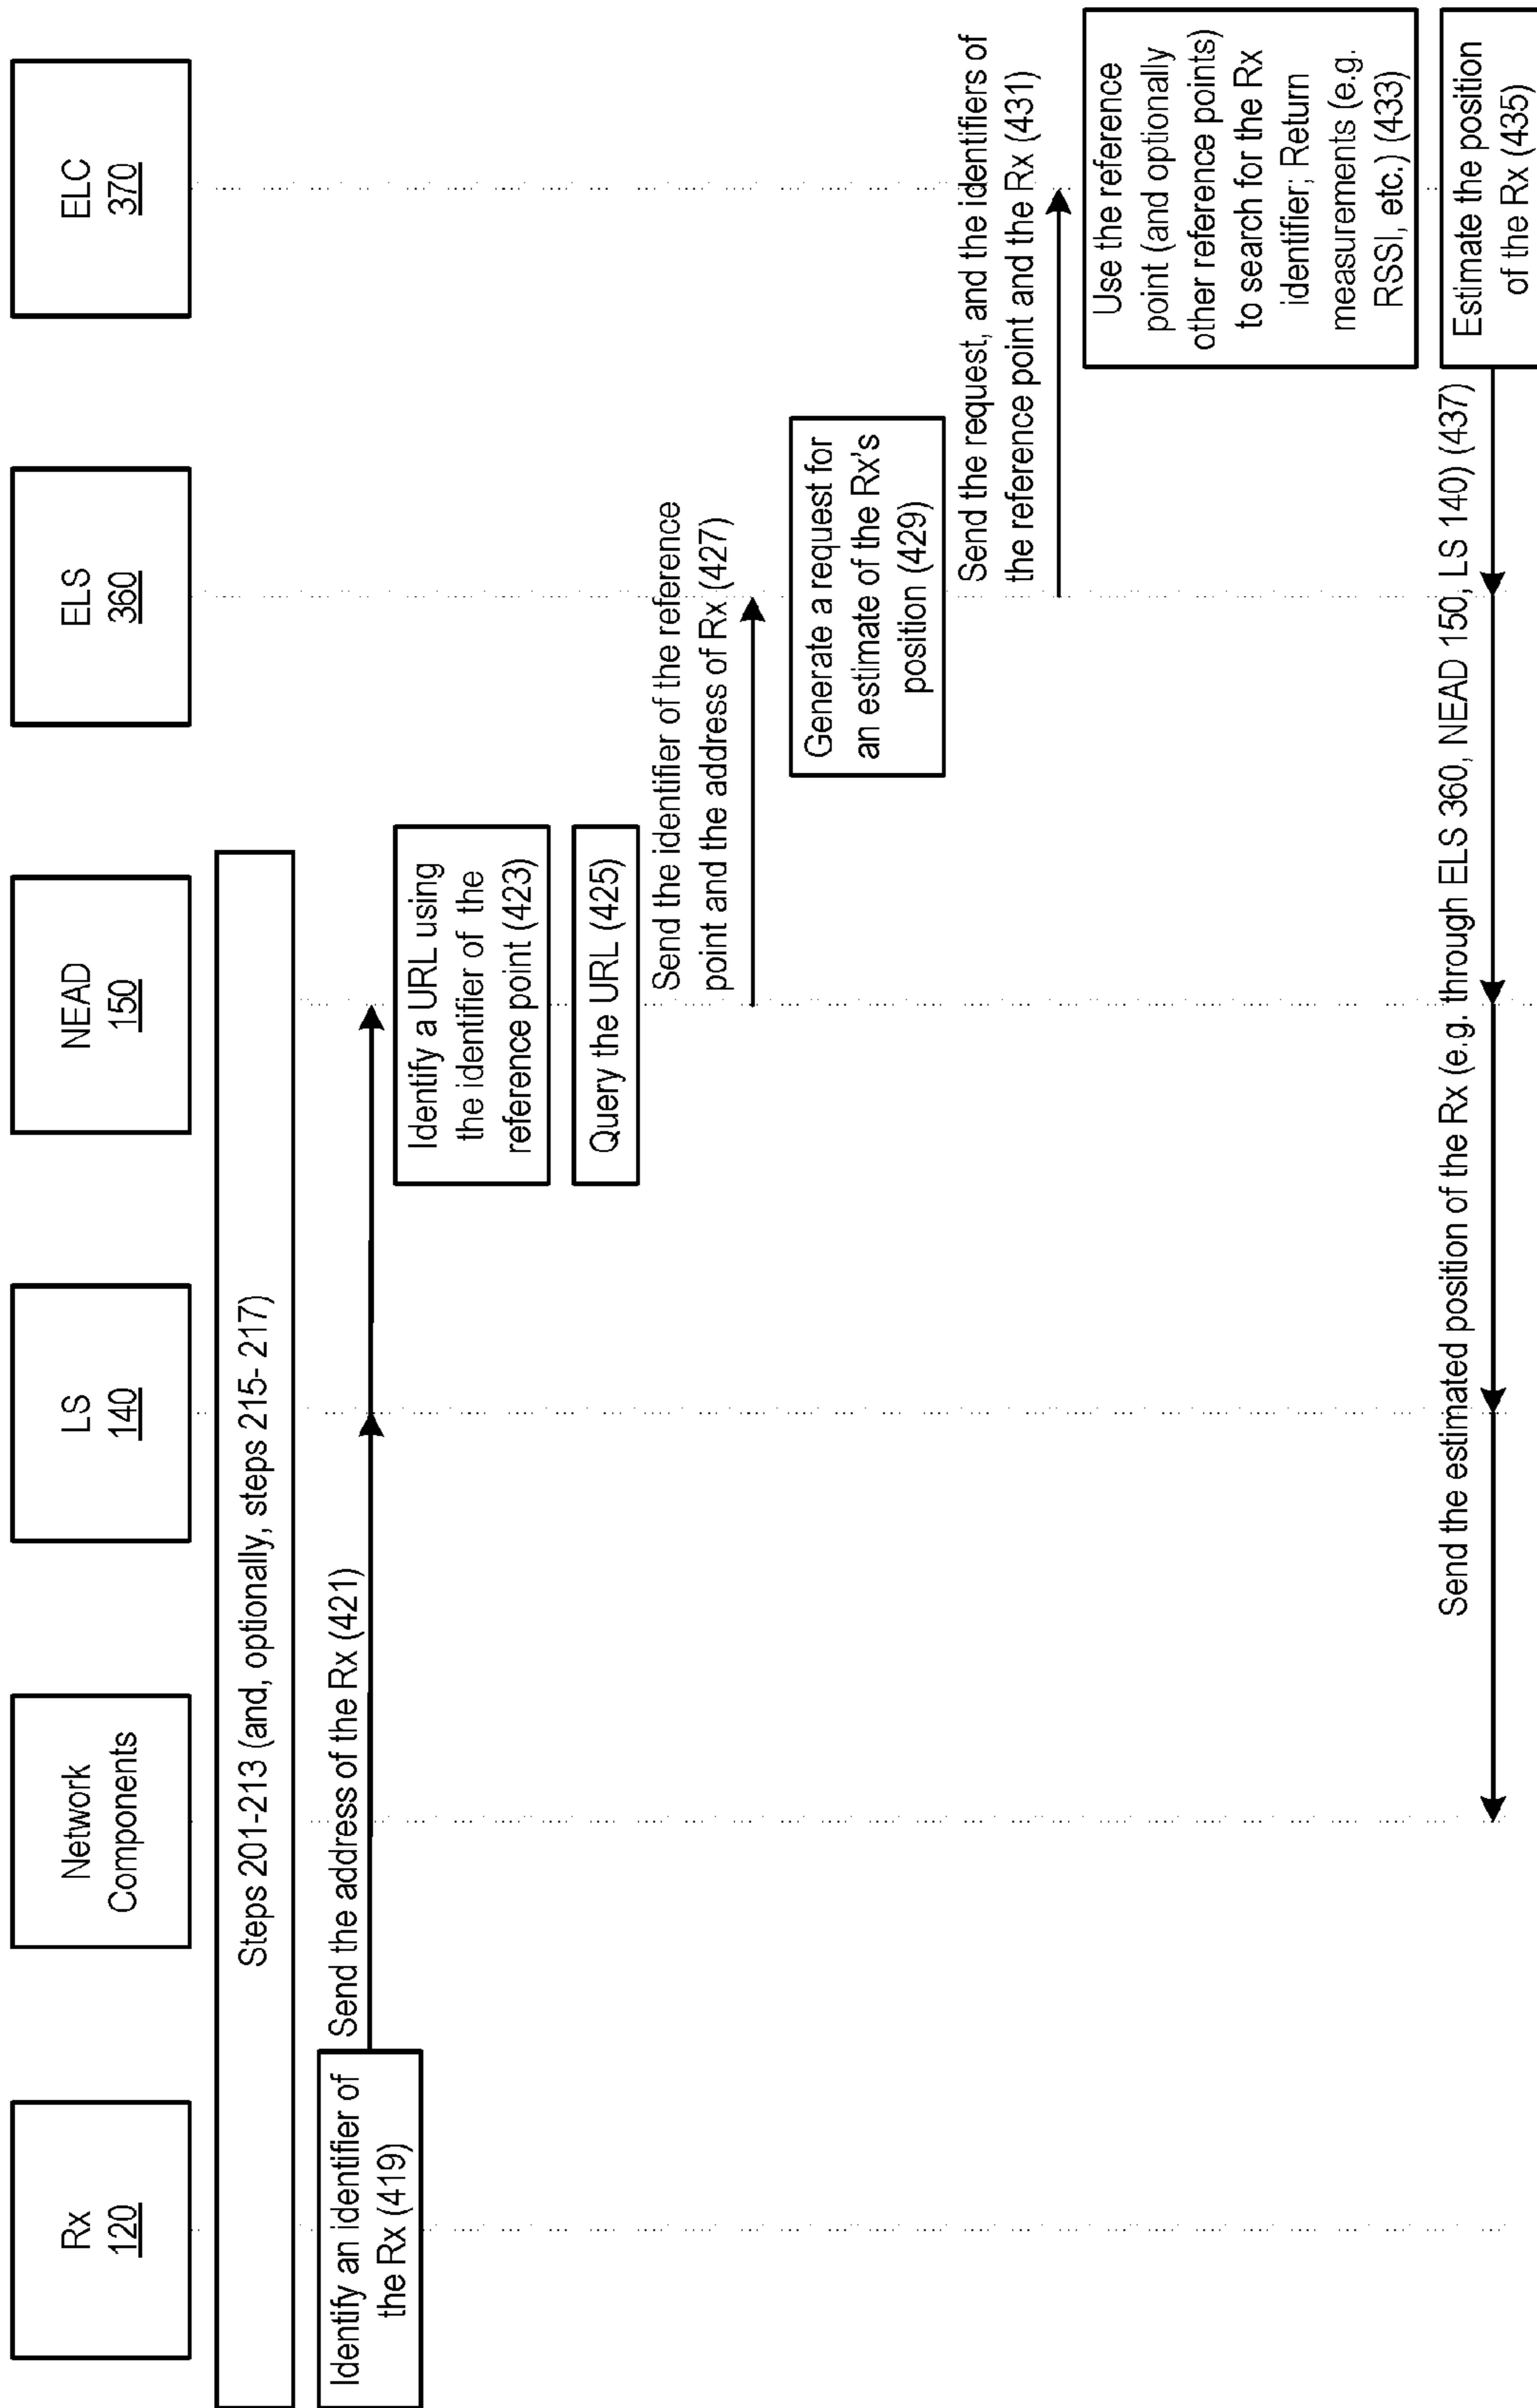 Rx
120
Network
Components
LS
140
NEAD
150
ELS
360
ELC
370
Steps 201-213 (and, optionally, steps 215- 217)
Identify an identifier of
the Rx (419)
Send the address of the Rx (421)
Identify a URL using
the identifier of the
reference point (423)
Query the URL (425)
Send the identifier of the reference
point and the address of Rx (427)
Generate a request for
an estimate of the Rx's
position (429)
Send the request, and the identifiers of
the reference point and the Rx (431)
Use the reference
point (and optionally
other reference points)
to search for the Rx
identifier; Return
measurements (e.g.
RSSI, etc.) (433)
Estimate the position
of the Rx (435)
Send the estimated position of the Rx (e.g. through ELS 360, NEAD 150, LS 140) (437)